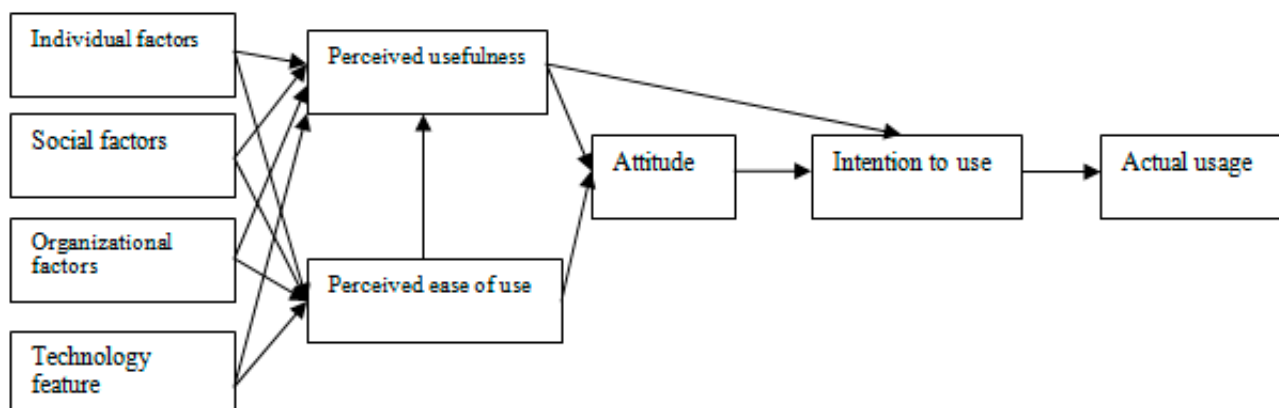 Individual factors
Perceived usefulness
Social factors
Attitude
Intention to use
Actual usage
Organizational
factors
Perceived ease of use
Technology
feature